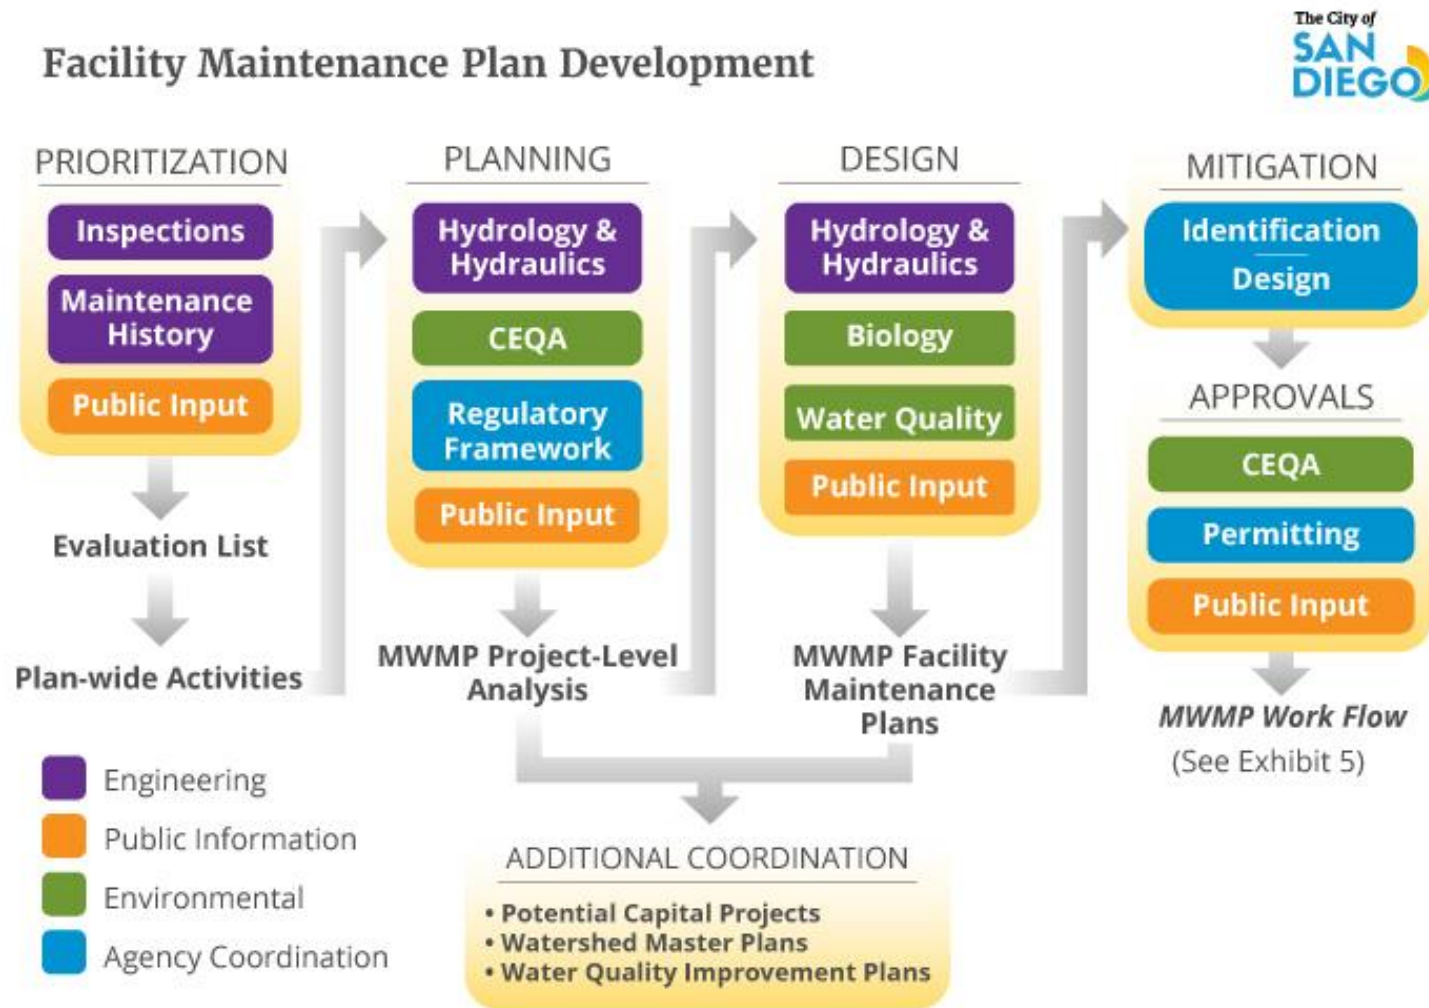 The City of
SAN
DIEGO
Facility Maintenance Plan Development
PRIORITIZATION
Inspections
Maintenance
History
Public Input
Evaluation List
Plan-wide Activities
PLANNING
Hydrology &
Hydraulics
CEQA
Regulatory
Framework
Public Input
MWMP Project-Level
Analysis
DESIGN
Hydrology &
Hydraulics
Biology
Water Quality
Public Input
MWMP Facility
Maintenance
Plans
MITIGATION
Identification
Design
APPROVALS
CEQA
Permitting
Public Input
MWMP Work Flow
(See Exhibit 5)
Engineering
Public Information
Environmental
Agency Coordination
ADDITIONAL COORDINATION
• Potential Capital Projects
• Watershed Master Plans
• Water Quality Improvement Plans